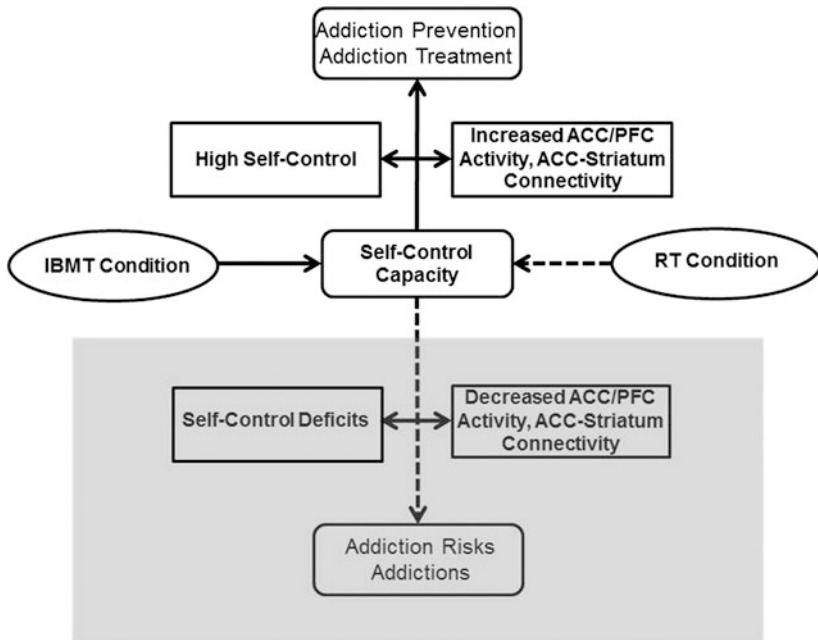 Addiction Prevention
Addiction Treatment
High Self-Control
Increased ACC/PFC
Activity, ACC-Striatum
Connectivity
IBMT Condition
Self-Control
Capacity
RT Condition
Self-Control Deficits
Decreased ACC/PFC
Activity, ACC-Striatum
Connectivity
Addiction Risks
Addictions